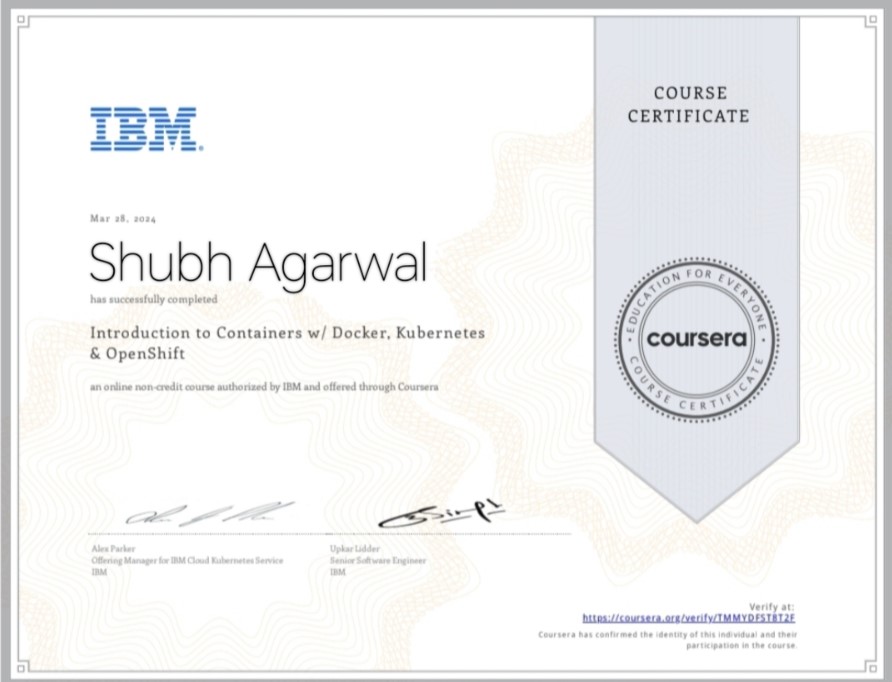 COURSE
CERTIFICATE
IBM
Mar 28, 2024
Shubh Agarwal
has successfully completed
Introduction to Containers w/ Docker, Kubernetes
& OpenShift
an online non-credit course authorized by IBM and offered through Coursera
EDUCATION FOR EVERYONE
coursera
COURSE CERTIFICATE
Alex Parker
Offering Manager for IBM Cloud Kubernetes Service
IBM
Upkar Lidder
Senior Software Engineer
IBM
Verify at:
https://coursera.org/verify/TMMYDFST8T2F
Coursera has confirmed the identity of this individual and their
participation in the course.